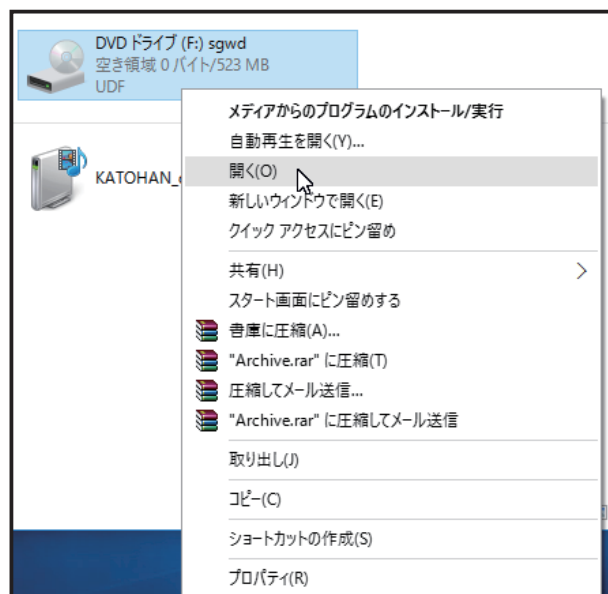 DVD ドライブ (F:) sgwd
空き領域 0 バイト/523 MB
UDF
メディアからのプログラムのインストール/実行
自動再生を開く(Y)...
KATOHAN_
開く(O)
新しいウィンドウで開く(E)
クイック アクセスにピン留め
共有(H)
スタート画面にピン留めする
書庫に圧縮(A)...
"Archive.rar" に圧縮(T)
圧縮してメール送信...
"Archive.rar" に圧縮してメール送信
取り出し(J)
コピー(C)
ショートカットの作成(S)
プロパティ(R)